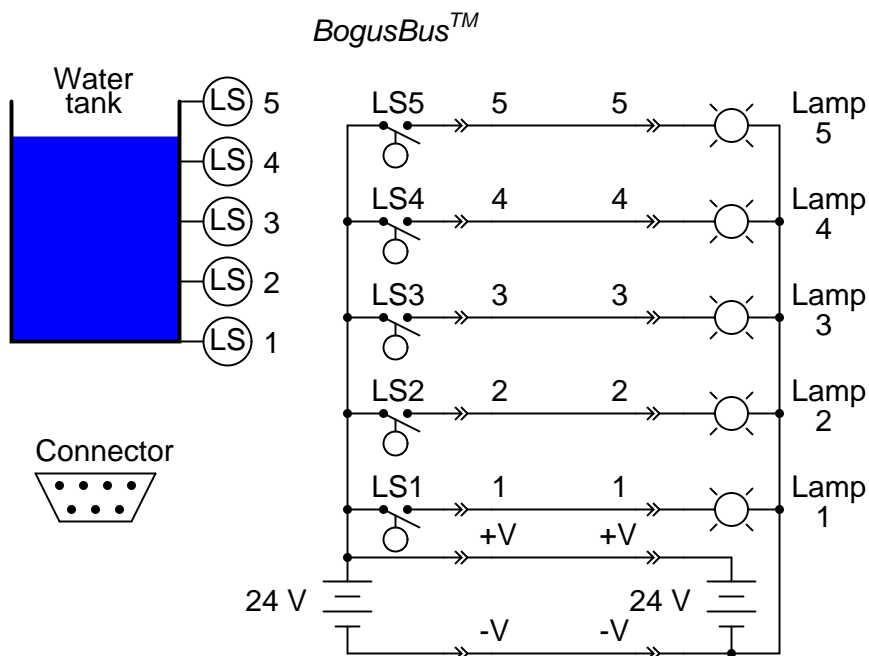 BogusBus™
Water
tank
LS 5
LS 4
LS 3
LS 2
LS 1
Connector
LS5 5 5 Lamp
5
LS4 4 4 Lamp
4
LS3 3 3 Lamp
3
LS2 2 2 Lamp
2
LS1 1 1 Lamp
1
+V +V
24 V 24 V
-V -V